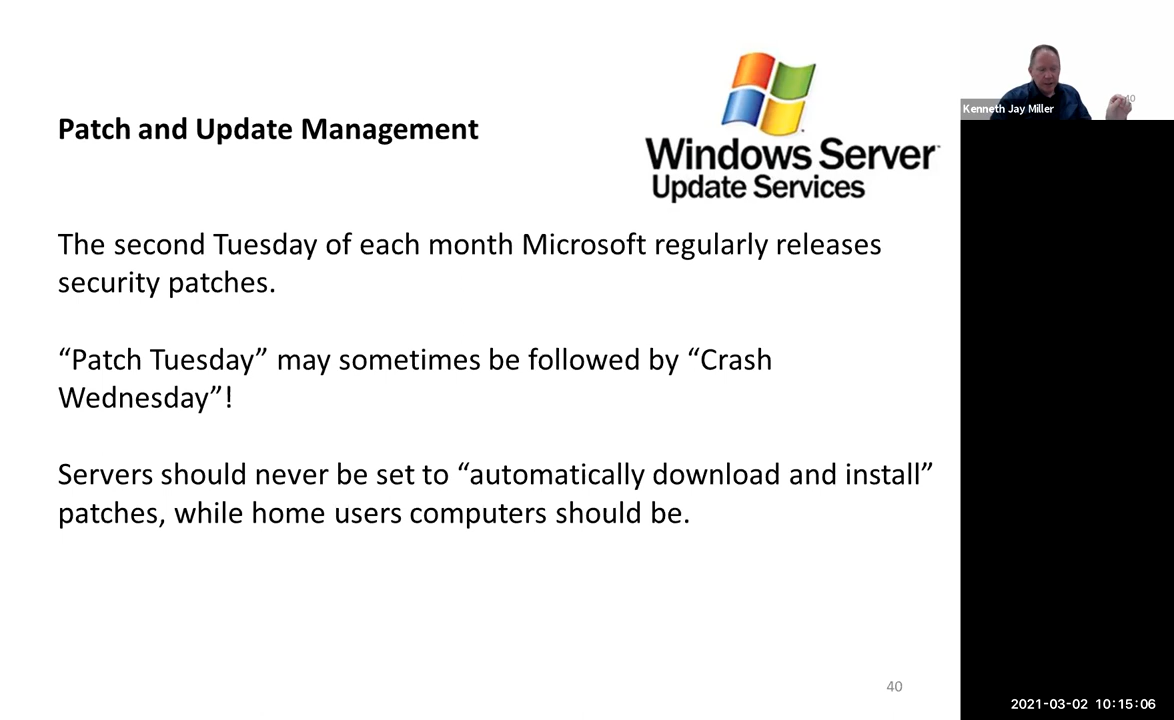 Patch and Update Management
Windows Server
Update Services
The second Tuesday of each month Microsoft regularly releases
security patches.
“Patch Tuesday” may sometimes be followed by “Crash
Wednesday”!
Servers should never be set to “automatically download and install”
patches, while home users computers should be.
40
Kenneth Jay Miller
40
2021-03-02 10:15:06